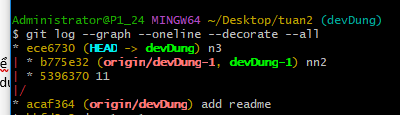 Administrator@P1_24 MINGW64 ~/Desktop/tuan2 (devDung)
$ git log --graph --oneline --decorate --all
* ece6730 (HEAD -> devDung) n3
| * b775e32 (origin/devDung-1, devDung-1) nn2
| * 5396370 11
|/
* acaf364 (origin/devDung) add readme